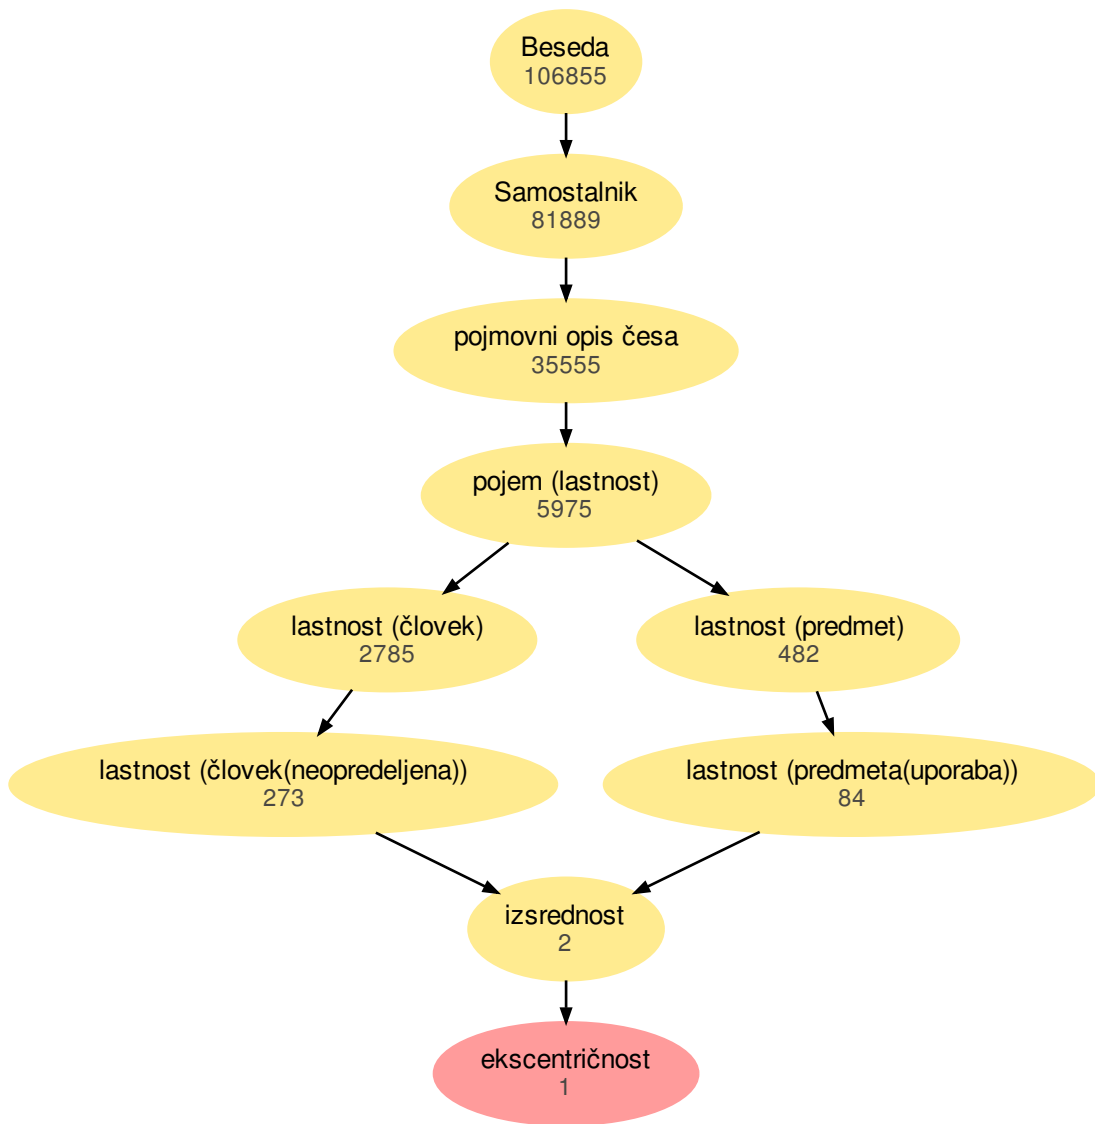 Beseda
106855
Samostalnik
81889
pojmovni opis česa
35555
pojem (lastnost)
5975
lastnost (človek)
2785
lastnost (predmet)
482
lastnost (človek(neopredeljena))
273
lastnost (predmeta(uporaba))
84
izsrednost
2
ekscentričnost
1